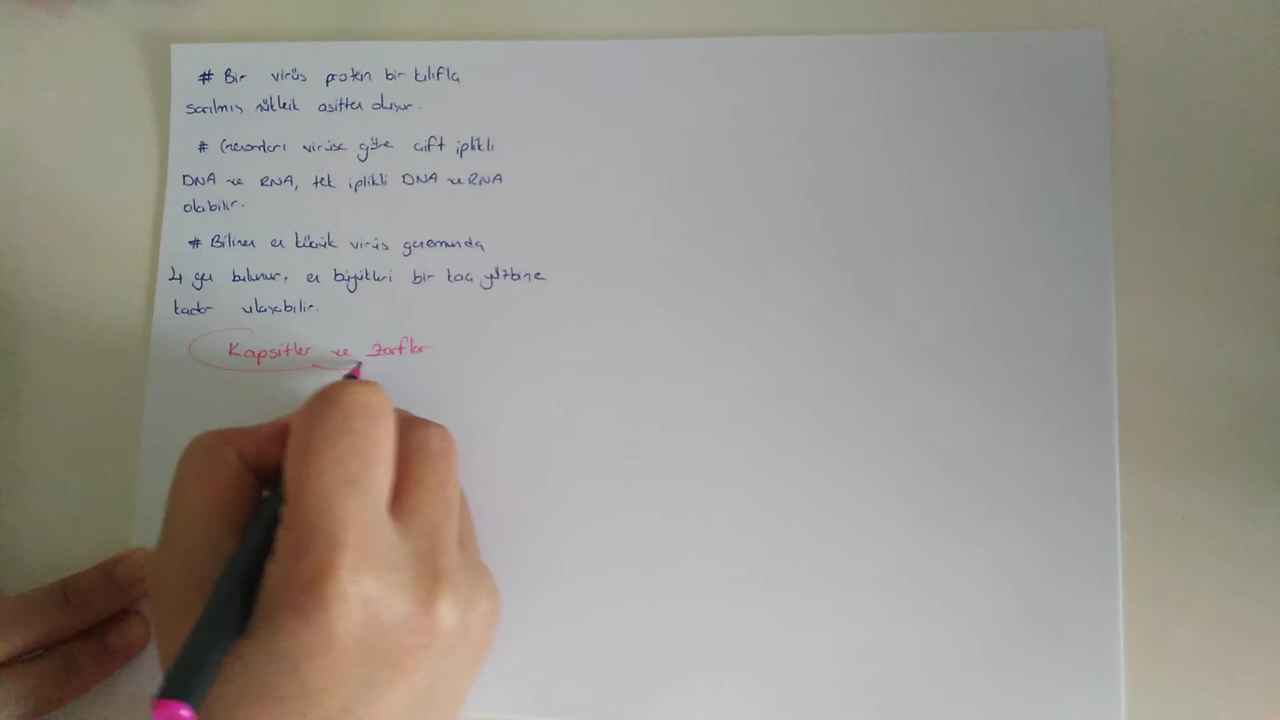 # Bir virüs protein bir kılıfla
sarılmış nükleik asitten oluşur.
# Genomları virüse göre çift iplikli
DNA ve RNA, tek iplikli DNA ve RNA
olabilir.
# Bilinen en küçük virüs genomunda
4 gen bulunur, en büyükleri bir kaç yüzbine
kadar ulaşabilir.
Kapsitler ve zarflar